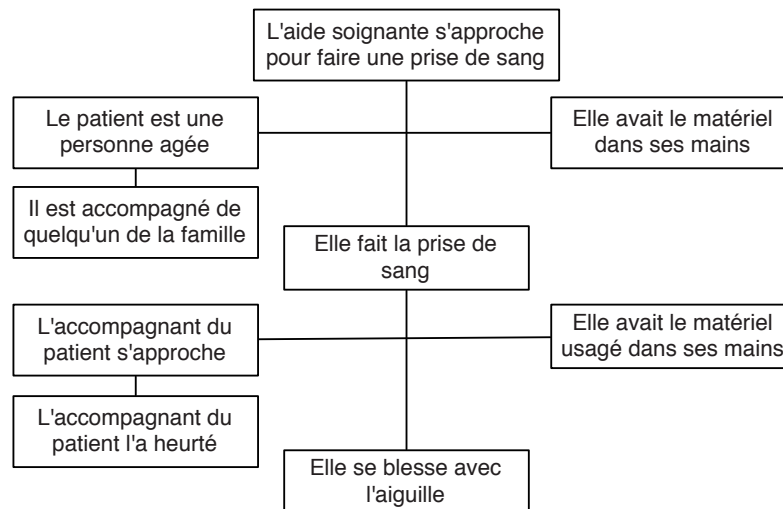 L'aide soignante s'approche
pour faire une prise de sang
Le patient est une
personne agée
Elle avait le matériel
dans ses mains
Il est accompagné de
quelqu'un de la famille
Elle fait la prise de
sang
L'accompagnant du
patient s'approche
Elle avait le matériel
usagé dans ses mains
L'accompagnant du
patient l'a heurté
Elle se blesse avec
l'aiguille